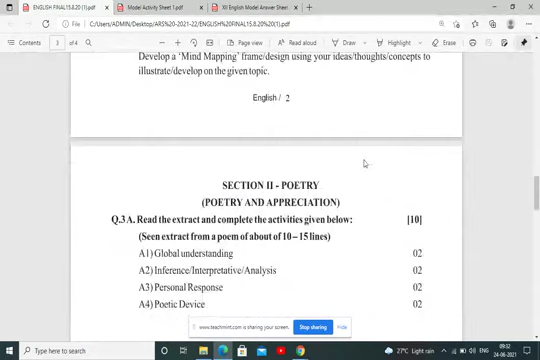 ENGLISH FINAL15.8.20 (1).pdf
Model Activity Sheet 1.pdf
XII English Model Answer Sheet
C:/Users/ADMIN/Desktop/ARS%20-2021-22/ENGLISHFINAL15.8.20%20(1).pdf
Contents
3
of 4
Page view
Read aloud
Draw
Highlight
Erase
Develop a 'Mind Mapping' frame/design using your ideas/thoughts/concepts to
illustrate/develop on the given topic.
English / 2
SECTION II - POETRY
(POETRY AND APPRECIATION)
Q.3 A. Read the extract and complete the activities given below: [10]
(Seen extract from a poem of about of 10 – 15 lines)
A1) Global understanding 02
A2) Inference/Interpretative/Analysis 02
A3) Personal Response 02
A4) Poetic Device 02
www.teachmint.com is sharing your screen.
Stop sharing
Hide
Type here to search
27°C Light rain
ENG
09:32
24-06-2021